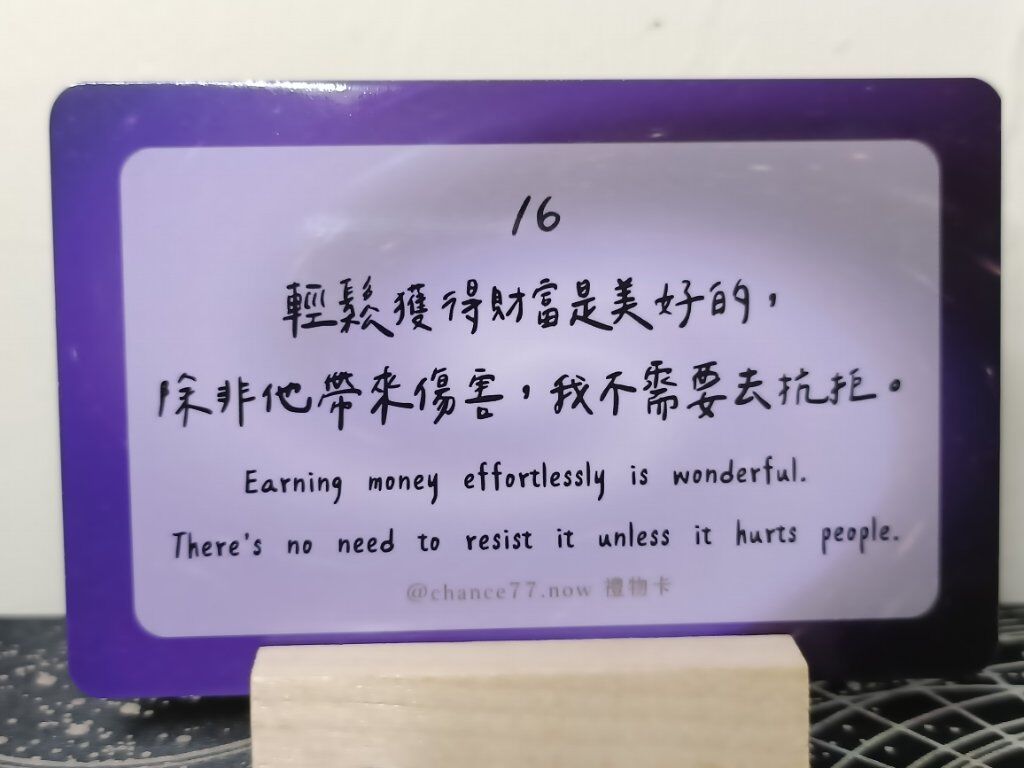 16
輕鬆獲得財富是美好的，
除非他帶來傷害，我不需要去抗拒。
Earning money effortlessly is wonderful.
There's no need to resist it unless it hurts people.
@chance77.now 禮物卡